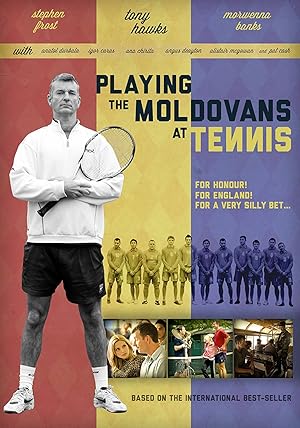 stephen frost
tony hawks
morwenna banks
with anatol durbala igor caras ana chirita angus deayton alistair mcgowan and pat cash
PLAYING
THE MOLDOVANS
AT TENNIS
FOR HONOUR!
FOR ENGLAND!
FOR A VERY SILLY BET...
BASED ON THE INTERNATIONAL BEST-SELLER